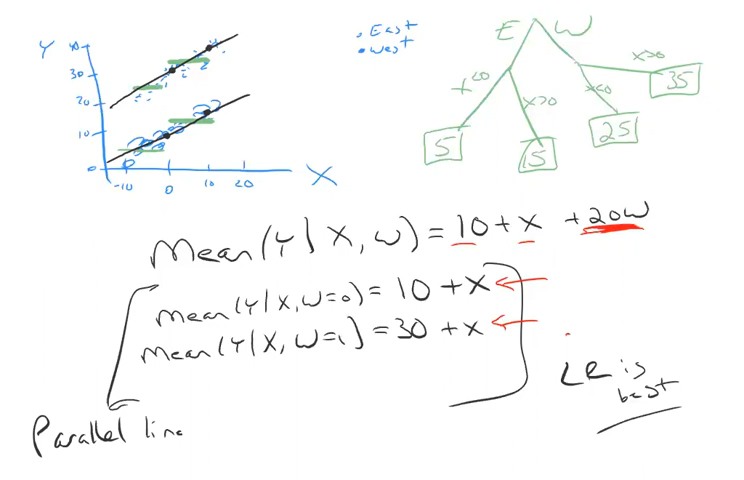 Y
40
30
20
10
0
-10 0 10 20
X
East
West
E W
x<0
x>0
x<0
x>0
5
15
25
35
Mean(Y|X,W) = 10+X +20W
Mean(Y|X,W=0) = 10 +X
Mean(Y|X,W=1) = 30 +X
LR is
best
Parallel line